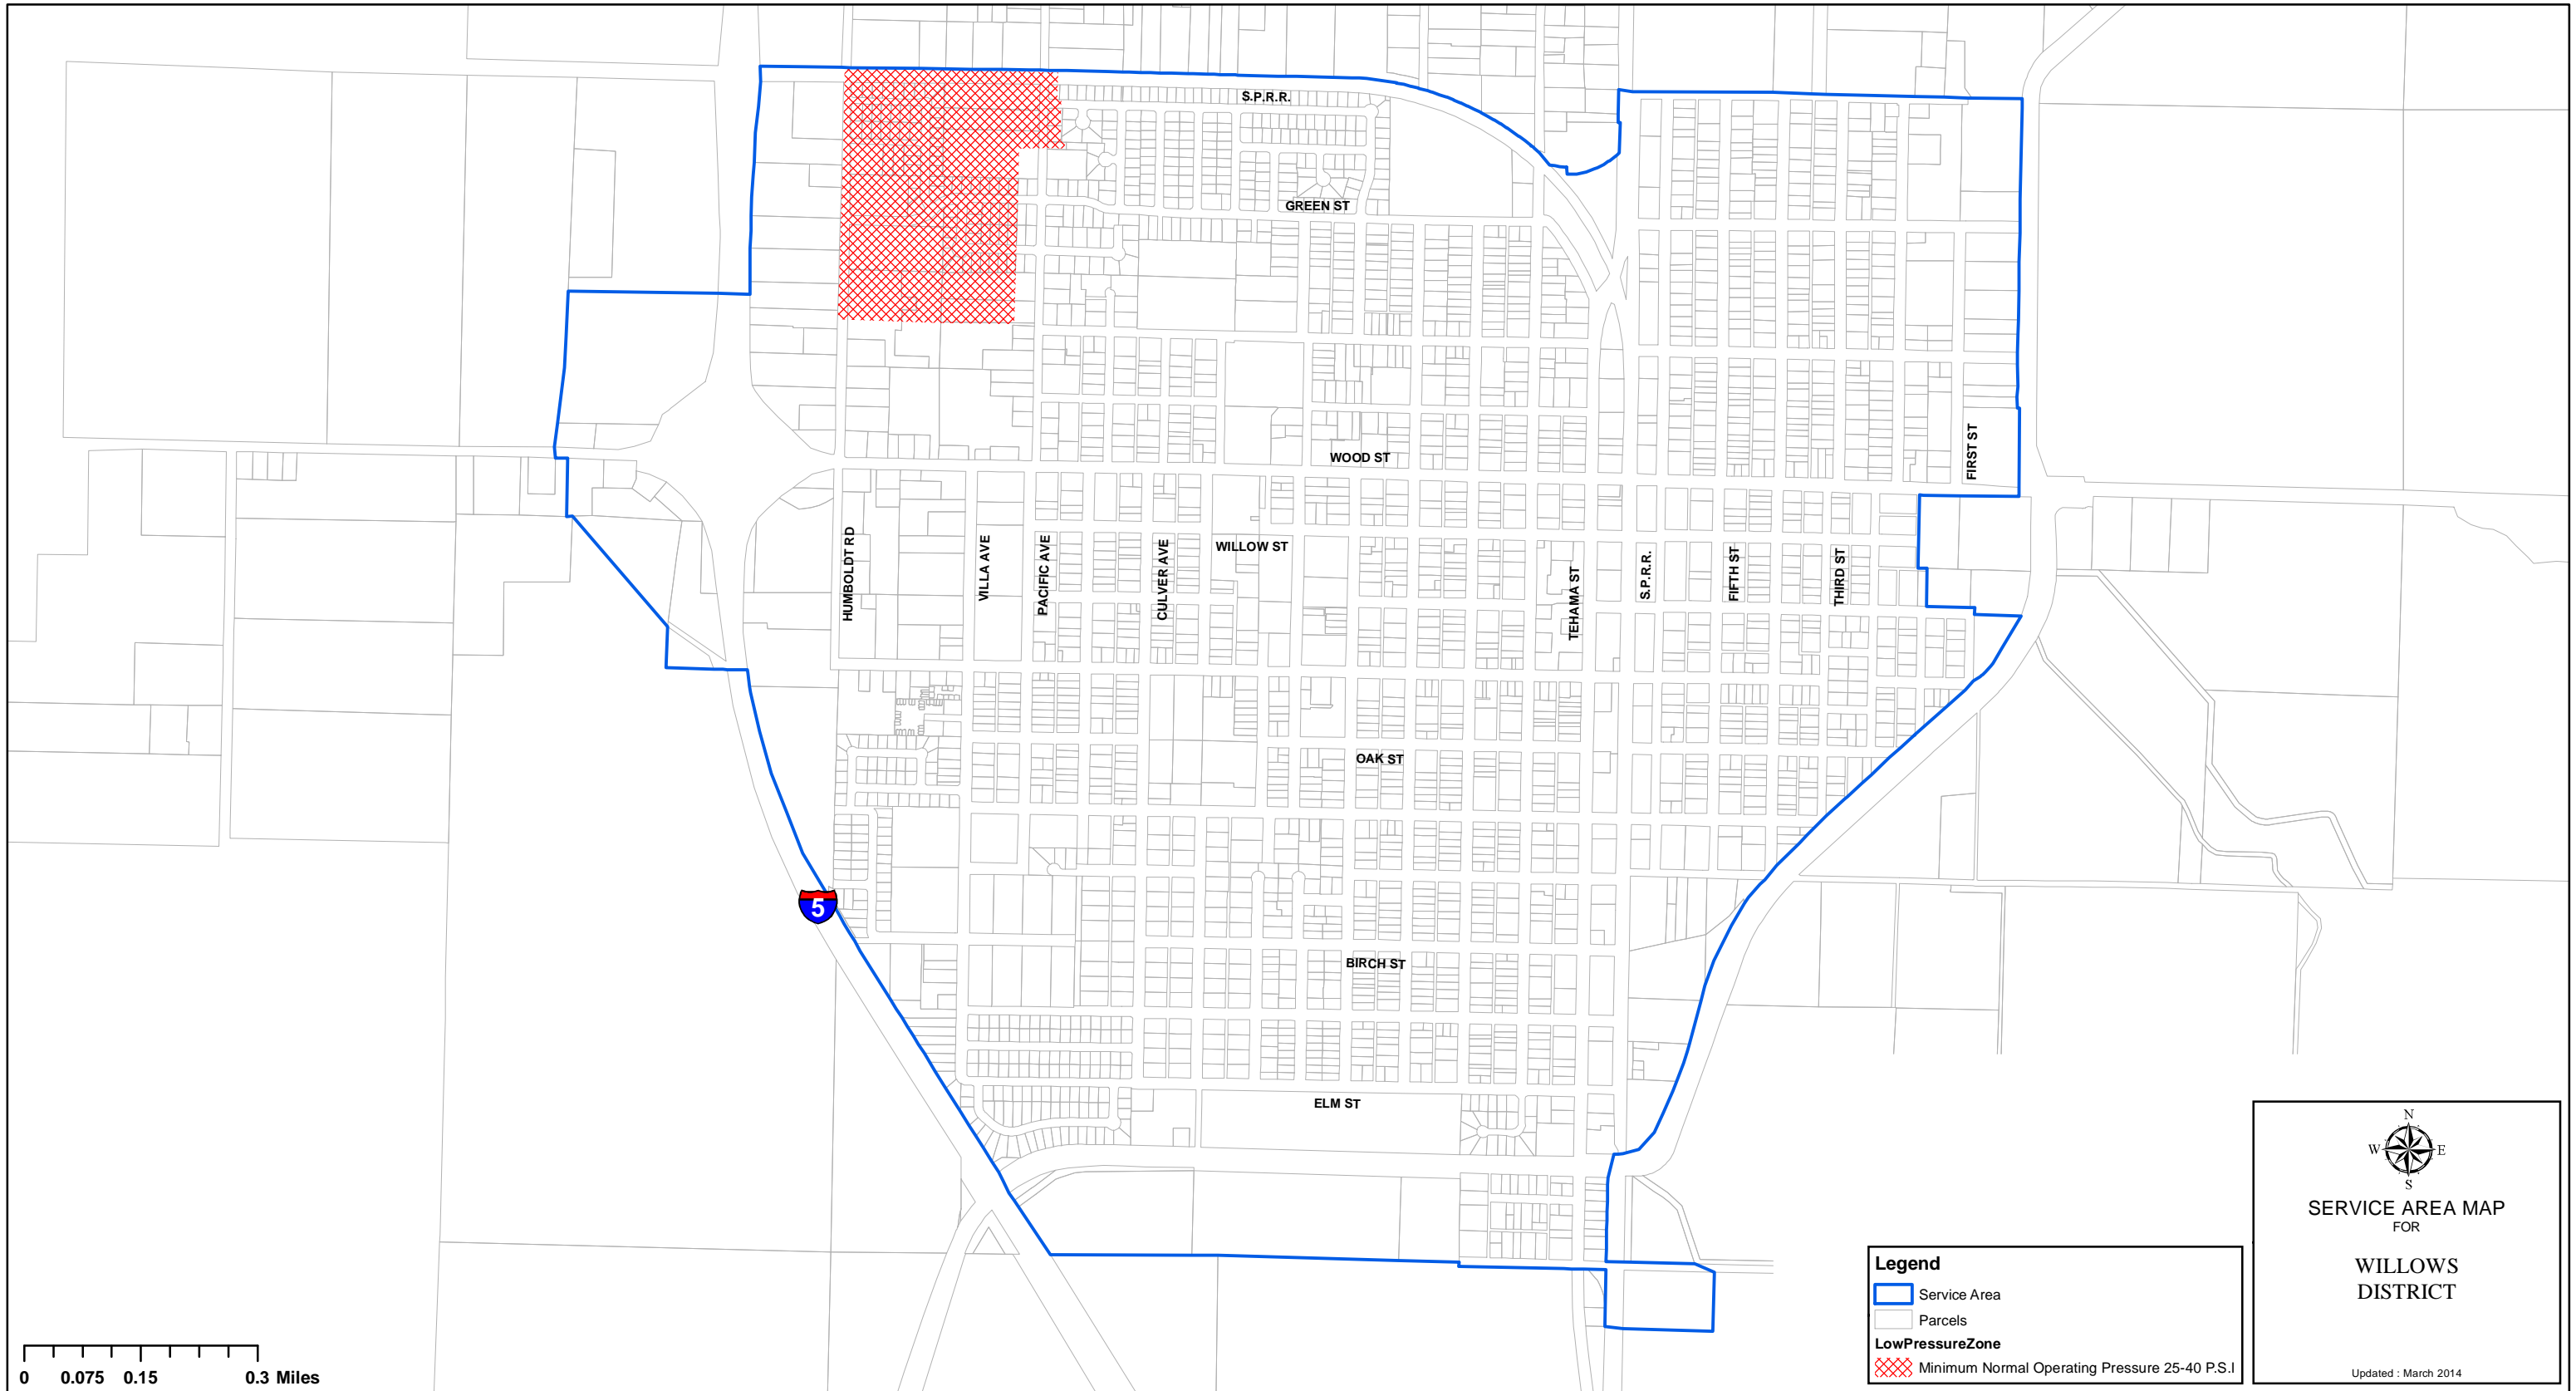 S.P.R.R.
GREEN ST
WOOD ST
FIRST ST
WILLOW ST
HUMBOLDT RD
VILLA AVE
PACIFIC AVE
CULVER AVE
TEHAMA ST
S.P.R.R.
FIFTH ST
THIRD ST
OAK ST
5
BIRCH ST
ELM ST
N
W E
S
SERVICE AREA MAP
FOR
WILLOWS
DISTRICT
Updated : March 2014
Legend
Service Area
Parcels
LowPressureZone
Minimum Normal Operating Pressure 25-40 P.S.I
0 0.075 0.15 0.3 Miles